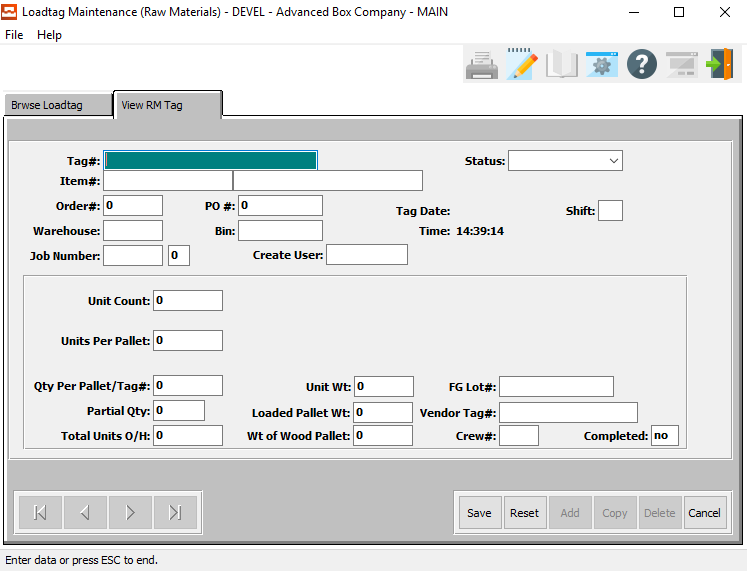 Loadtag Maintenance (Raw Materials) - DEVEL - Advanced Box Company - MAIN
File Help
Brwse Loadtag View RM Tag
Tag#: Status:
Item#:
Order#: 0 PO #: 0 Tag Date: Shift:
Warehouse: Bin: Time: 14:39:14
Job Number: 0 Create User:
Unit Count: 0
Units Per Pallet: 0
Qty Per Pallet/Tag#: 0 Unit Wt: 0 FG Lot#:
Partial Qty: 0 Loaded Pallet Wt: 0 Vendor Tag#:
Total Units O/H: 0 Wt of Wood Pallet: 0 Crew#: Completed: no
Save Reset Add Copy Delete Cancel
Enter data or press ESC to end.